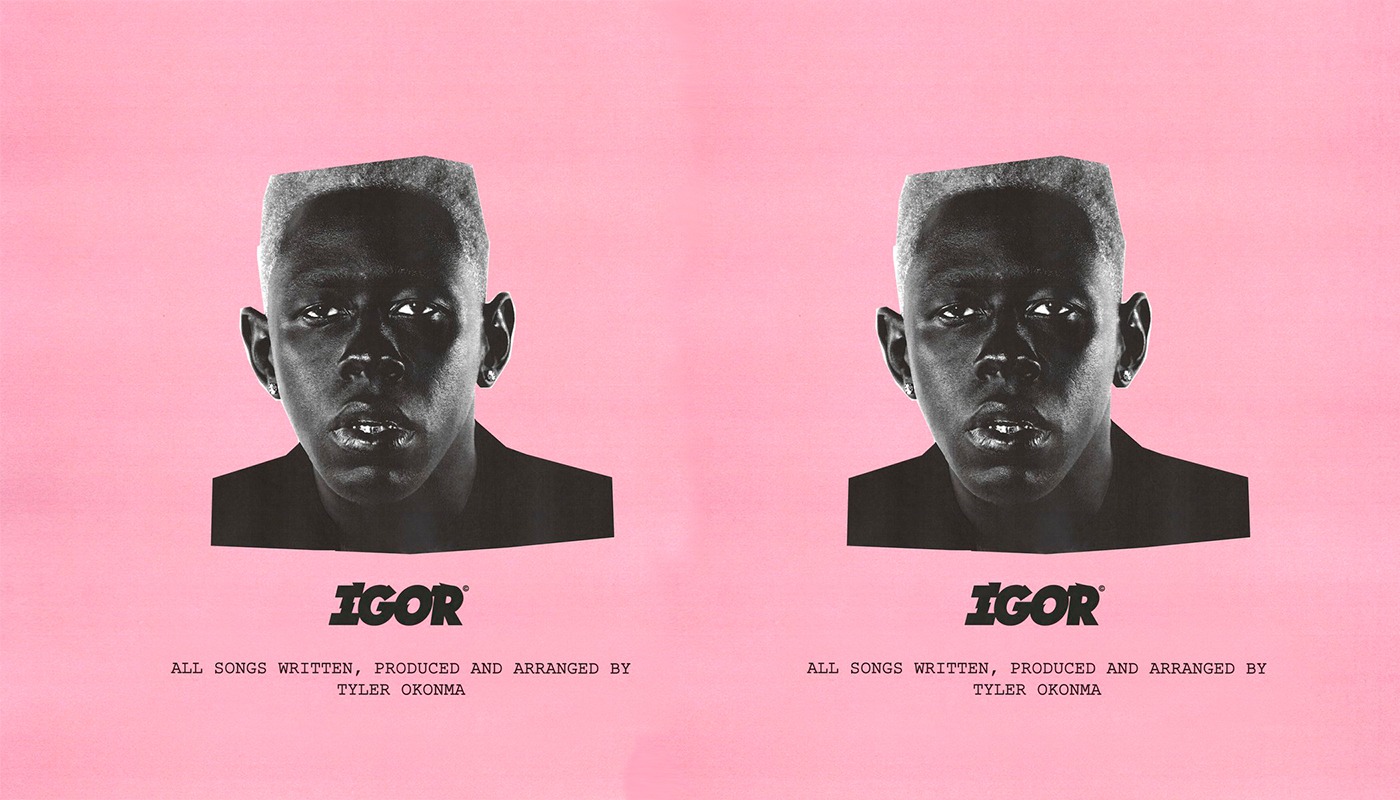 IGOR©
ALL SONGS WRITTEN, PRODUCED AND ARRANGED BY
TYLER OKONMA
IGOR©
ALL SONGS WRITTEN, PRODUCED AND ARRANGED BY
TYLER OKONMA